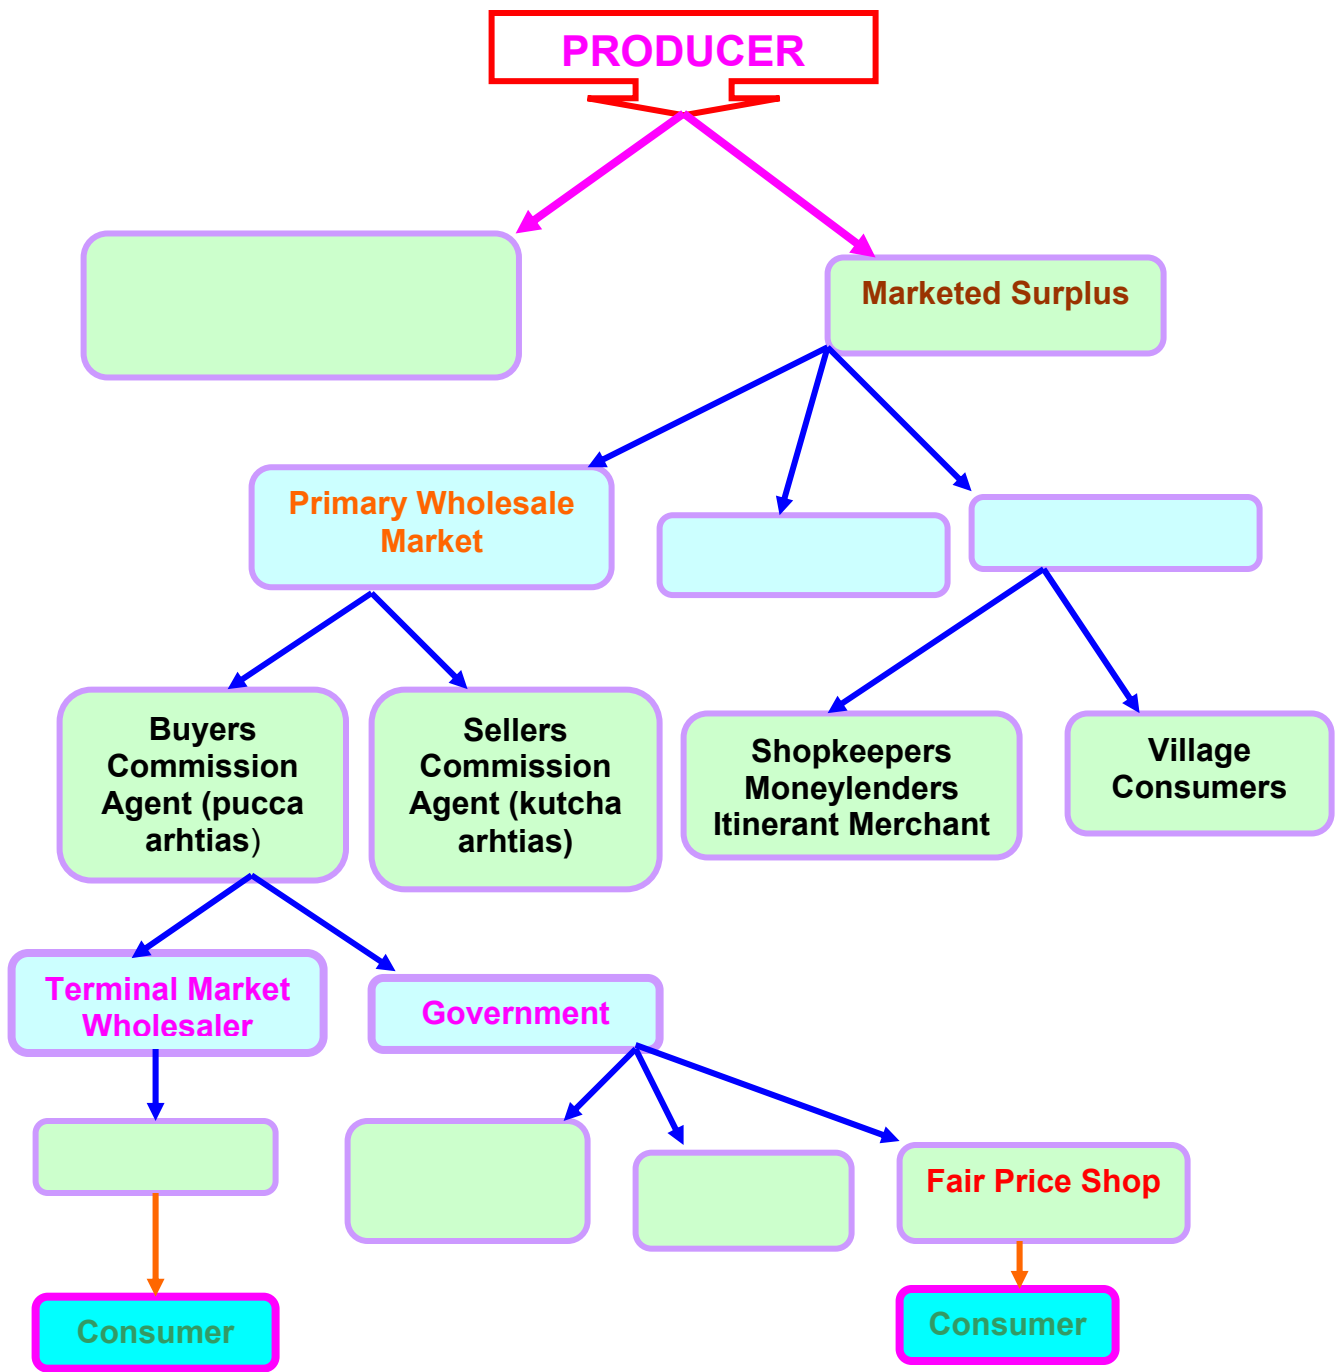 PRODUCER
Marketed Surplus
Primary Wholesale
Market
Buyers
Commission
Agent (pucca
arhtias)
Sellers
Commission
Agent (kutcha
arhtias)
Shopkeepers
Moneylenders
Itinerant Merchant
Village
Consumers
Terminal Market
Wholesaler
Government
Fair Price Shop
Consumer
Consumer